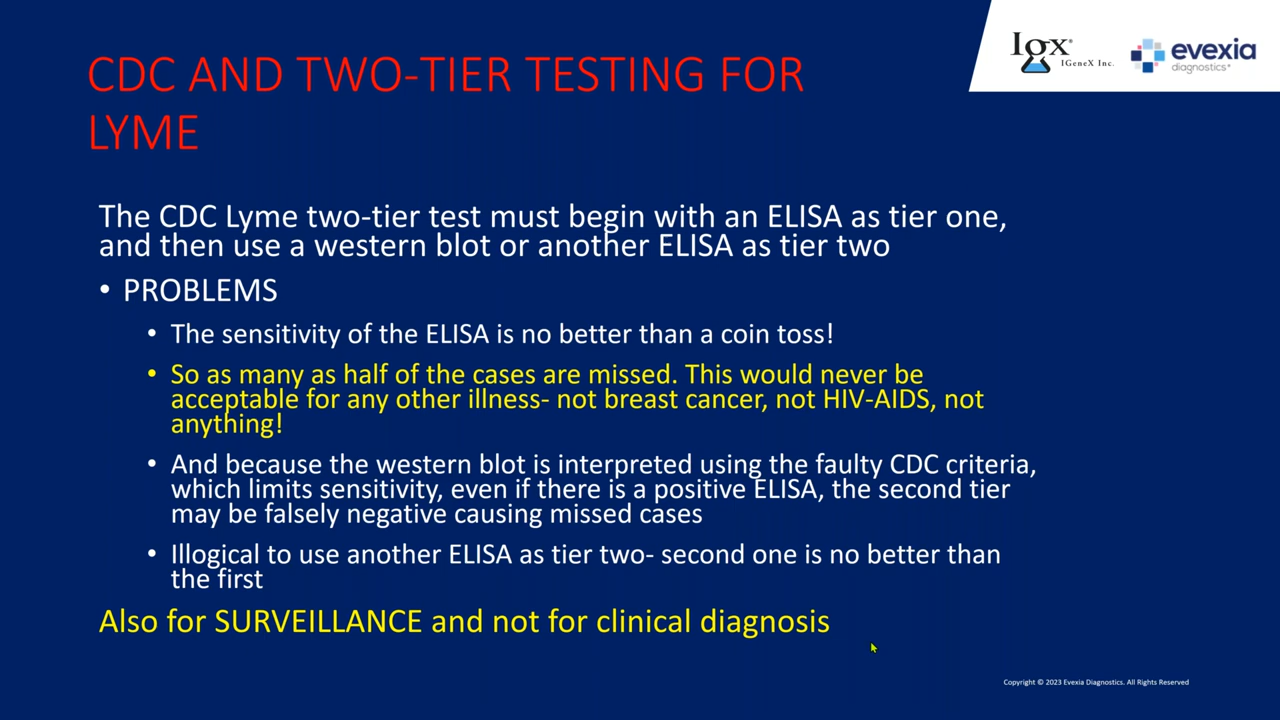 Igx®
IGeneX Inc.
evexia
diagnostics®
CDC AND TWO-TIER TESTING FOR
LYME
The CDC Lyme two-tier test must begin with an ELISA as tier one,
and then use a western blot or another ELISA as tier two
• PROBLEMS
• The sensitivity of the ELISA is no better than a coin toss!
• So as many as half of the cases are missed. This would never be
acceptable for any other illness- not breast cancer, not HIV-AIDS, not
anything!
• And because the western blot is interpreted using the faulty CDC criteria,
which limits sensitivity, even if there is a positive ELISA, the second tier
may be falsely negative causing missed cases
• Illogical to use another ELISA as tier two- second one is no better than
the first
Also for SURVEILLANCE and not for clinical diagnosis
Copyright © 2023 Evexia Diagnostics. All Rights Reserved